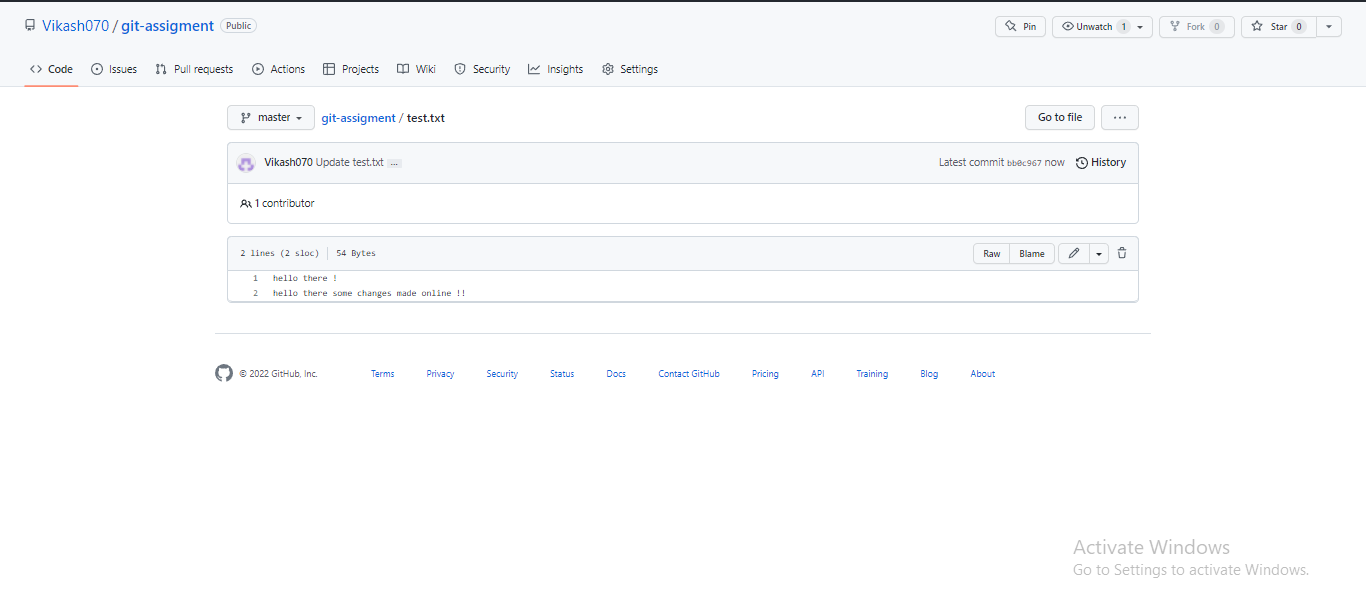 Vikash070 / git-assigment Public
Pin Unwatch 1 Fork 0 Star 0
Code Issues Pull requests Actions Projects Wiki Security Insights Settings
master git-assigment / test.txt Go to file ...
Vikash070 Update test.txt ... Latest commit bb0c967 now History
1 contributor
2 lines (2 sloc) 54 Bytes Raw Blame
1 hello there !
2 hello there some changes made online !!
© 2022 GitHub, Inc. Terms Privacy Security Status Docs Contact GitHub Pricing API Training Blog About
Activate Windows
Go to Settings to activate Windows.